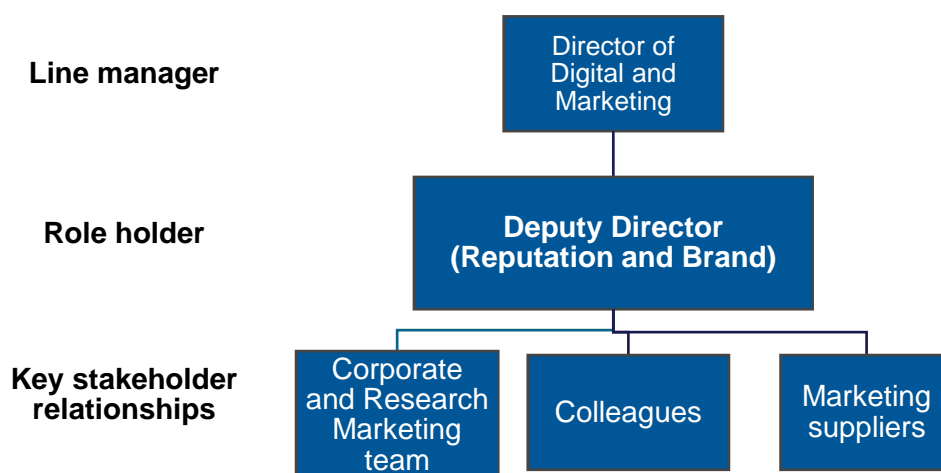 Line manager
Director of
Digital and
Marketing
Role holder
Deputy Director
(Reputation and Brand)
Key stakeholder
relationships
Corporate
and Research
Marketing
team
Colleagues
Marketing
suppliers